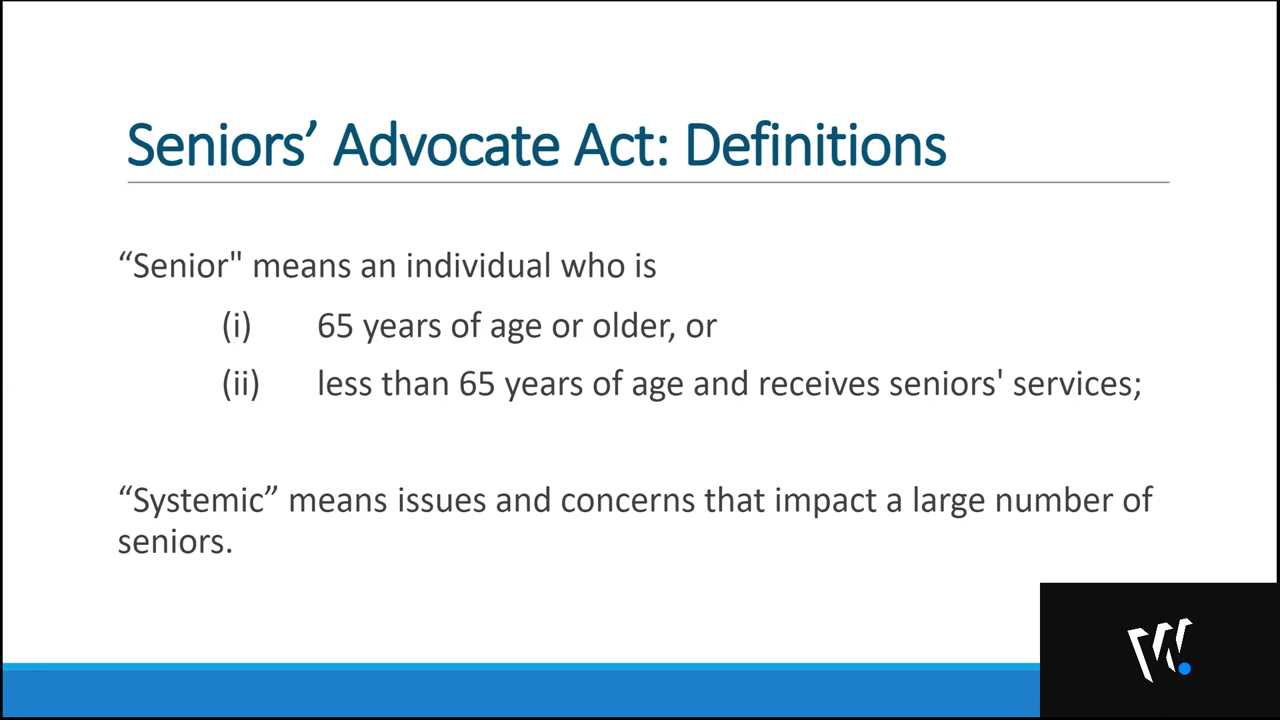 Seniors’ Advocate Act: Definitions
“Senior" means an individual who is
(i) 65 years of age or older, or
(ii) less than 65 years of age and receives seniors' services;
“Systemic” means issues and concerns that impact a large number of
seniors.
W.